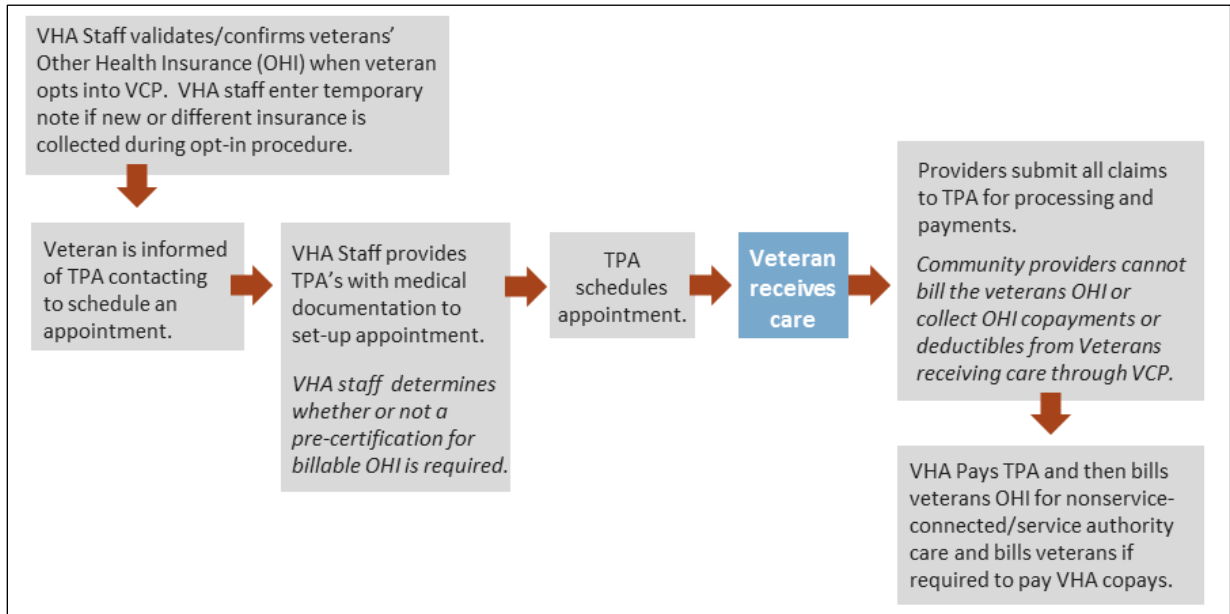 VHA Staff validates/confirms veterans'
Other Health Insurance (OHI) when veteran
opts into VCP.  VHA staff enter temporary
note if new or different insurance is
collected during opt-in procedure.
Veteran is informed
of TPA contacting
to schedule an
appointment.
VHA Staff provides
TPA's with medical
documentation to
set-up appointment.
VHA staff  determines
whether or not a
pre-certification for
billable OHI is required.
TPA
schedules
appointment.
Veteran
receives
care
Providers submit all claims
to TPA for processing and
payments.
Community providers cannot
bill the veterans OHI or
collect OHI copayments or
deductibles from Veterans
receiving care through VCP.
VHA Pays TPA and then bills
veterans OHI for nonservice-
connected/service authority
care and bills veterans if
required to pay VHA copays.